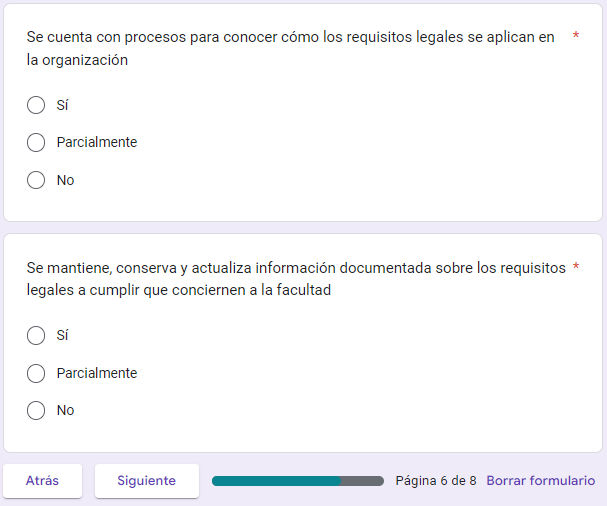 Se cuenta con procesos para conocer cómo los requisitos legales se aplican en *
la organización
Sí
Parcialmente
No
Se mantiene, conserva y actualiza información documentada sobre los requisitos *
legales a cumplir que conciernen a la facultad
Sí
Parcialmente
No
Atrás Siguiente Página 6 de 8 Borrar formulario